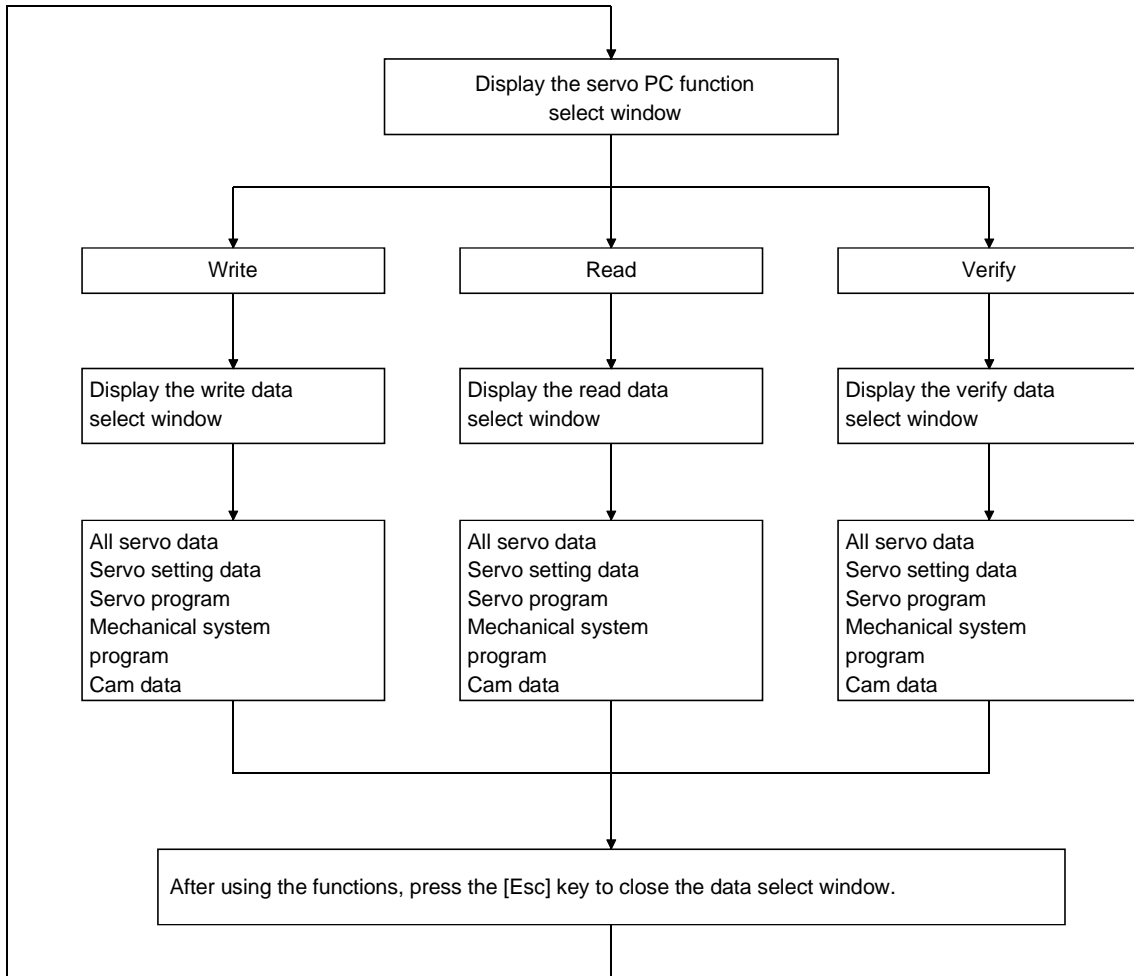 Display the servo PC function
select window
Write
Read
Verify
Display the write data
select window
Display the read data
select window
Display the verify data
select window
All servo data
Servo setting data
Servo program
Mechanical system
program
Cam data
All servo data
Servo setting data
Servo program
Mechanical system
program
Cam data
All servo data
Servo setting data
Servo program
Mechanical system
program
Cam data
After using the functions, press the [Esc] key to close the data select window.